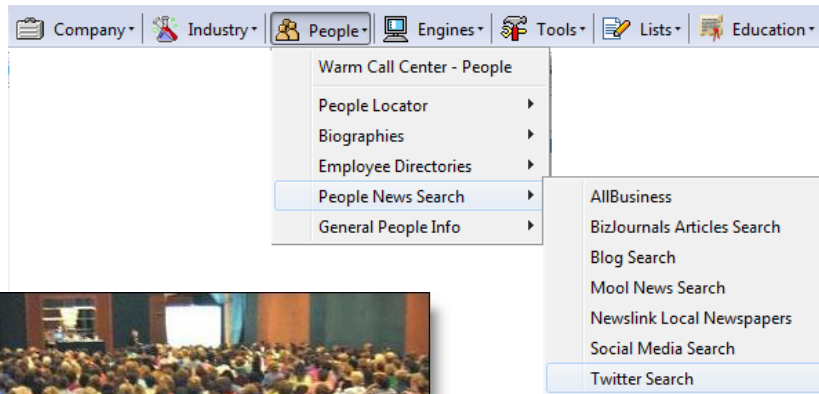 Company Industry People Engines Tools Lists Education
Warm Call Center - People
People Locator
Biographies
Employee Directories
People News Search
General People Info
AllBusiness
BizJournals Articles Search
Blog Search
Mool News Search
Newslink Local Newspapers
Social Media Search
Twitter Search